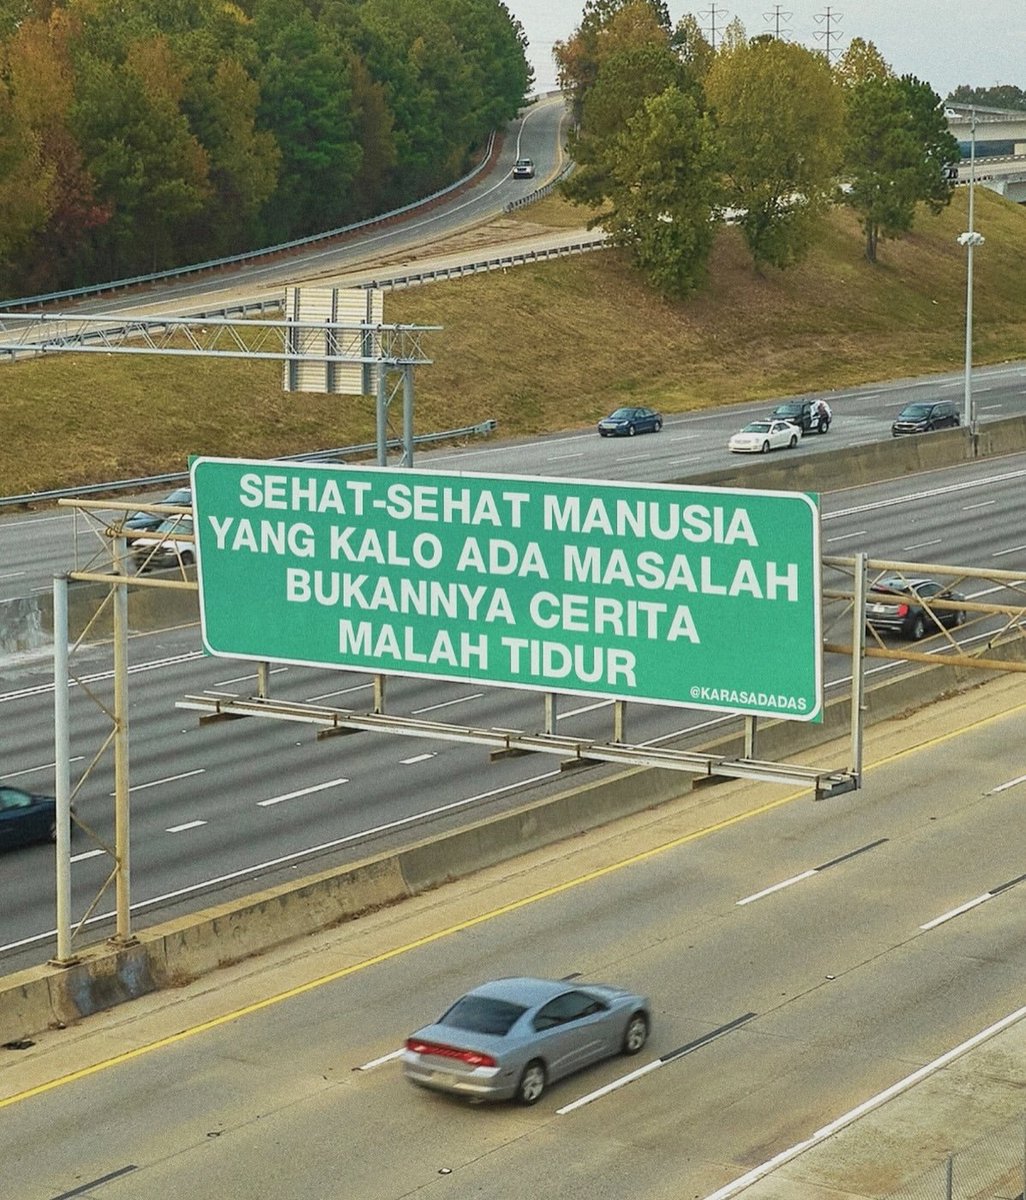 SEHAT-SEHAT MANUSIA
YANG KALO ADA MASALAH
BUKANNYA CERITA
MALAH TIDUR
@KARASADADAS